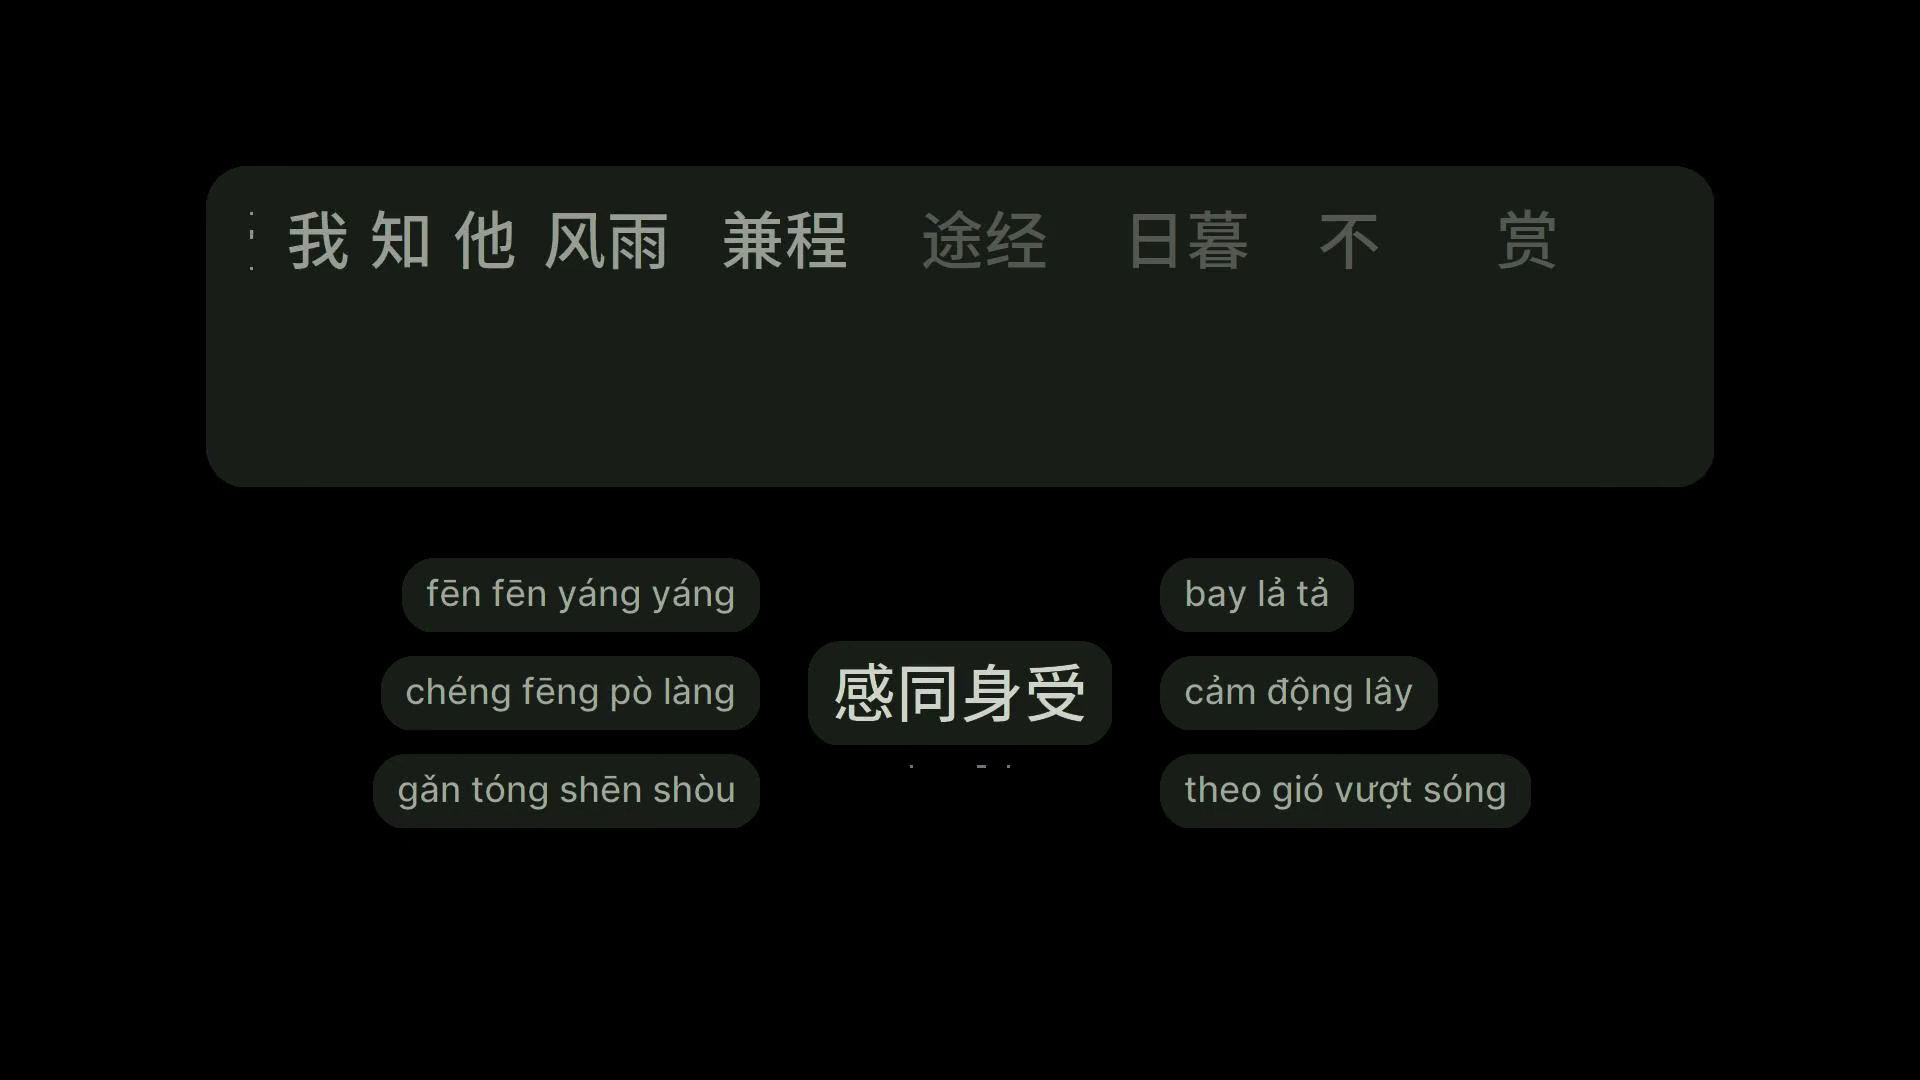 我 知 他 风雨 兼程 途经 日暮 不 赏
fēn fēn yáng yáng
chéng fēng pò làng
gǎn tóng shēn shòu
感同身受
bay lả tả
cảm động lây
theo gió vượt sóng